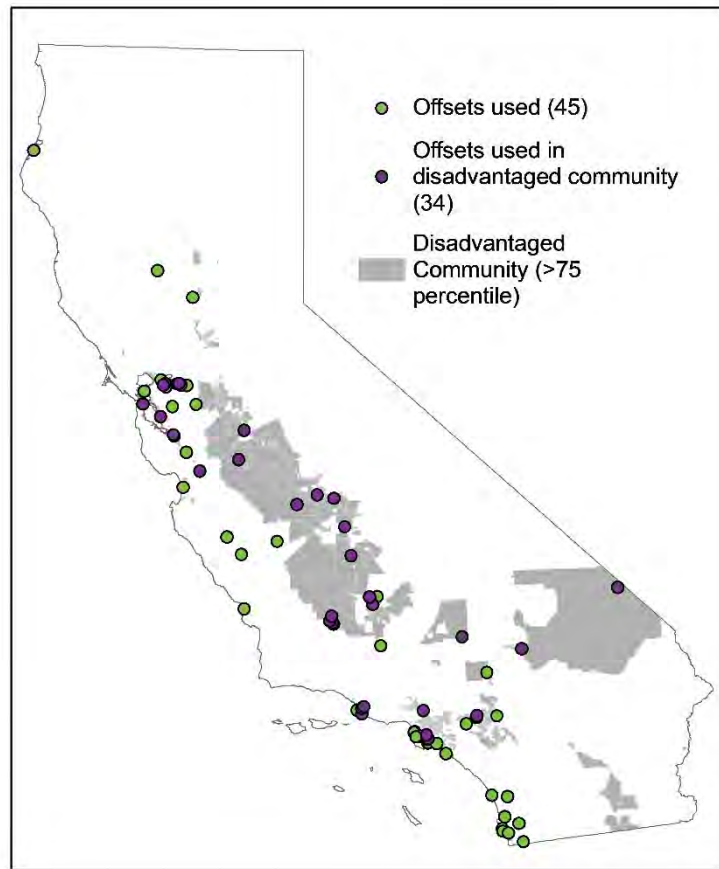 Offsets used (45)
Offsets used in
disadvantaged community
(34)
Disadvantaged
Community (>75
percentile)